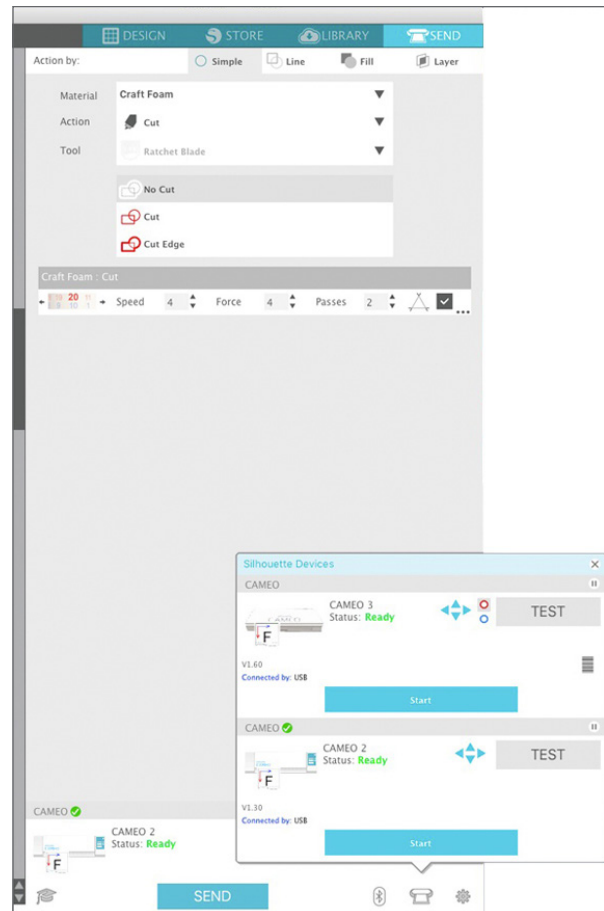 DESIGN STORE LIBRARY SEND
Action by: Simple Line Fill Layer
Material Craft Foam
Action Cut
Tool Ratchet Blade
No Cut
Cut
Cut Edge
Craft Foam : Cut
20 Speed 4 Force 4 Passes 2
Silhouette Devices
CAMEO
CAMEO 3
Status: Ready
TEST
CAMEO
F
V1.60
Connected by: USB
Start
CAMEO
CAMEO 2
Status: Ready
TEST
F
V1.30
Connected by: USB
Start
CAMEO
CAMEO 2
Status: Ready
F
SEND